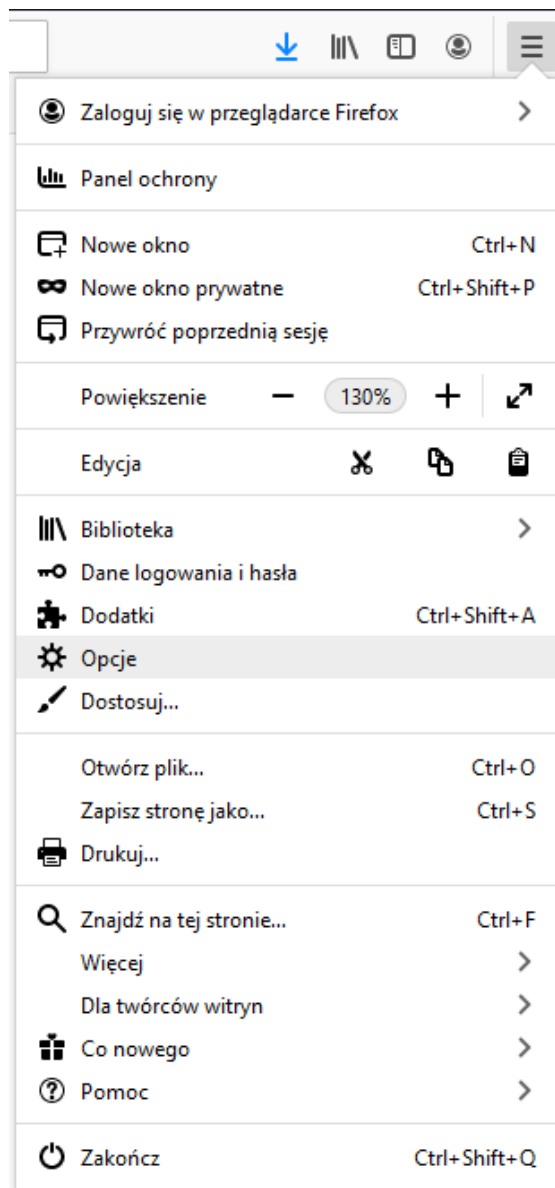 Zaloguj się w przeglądarce Firefox
Panel ochrony
Nowe okno Ctrl+N
Nowe okno prywatne Ctrl+Shift+P
Przywróć poprzednią sesję
Powiększenie 130%
Edycja
Biblioteka
Dane logowania i hasła
Dodatki Ctrl+Shift+A
Opcje
Dostosuj...
Otwórz plik... Ctrl+O
Zapisz stronę jako... Ctrl+S
Drukuj...
Znajdź na tej stronie... Ctrl+F
Więcej
Dla twórców witryn
Co nowego
Pomoc
Zakończ Ctrl+Shift+Q